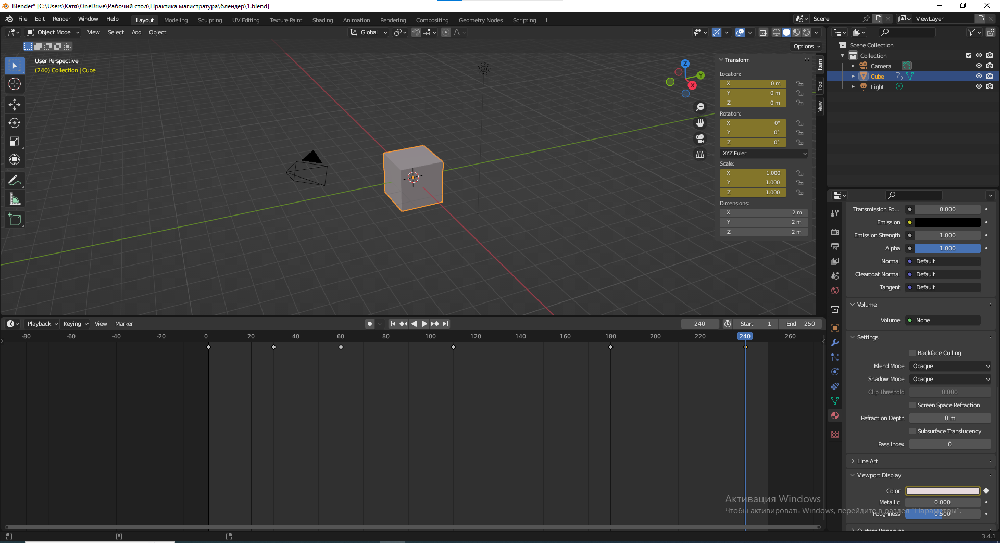 Blender* [C:\Users\Катя\OneDrive\Рабочий стол\Практика магистратура\блендер\1.blend]
File Edit Render Window Help Layout Modeling Sculpting UV Editing Texture Paint Shading Animation Rendering Compositing Geometry Nodes Scripting + Scene ViewLayer
Object Mode View Select Add Object Global
Options
User Perspective
(240) Collection | Cube
Z
Y
X
Transform
Location:
X 0 m
Y 0 m
Z 0 m
Rotation:
X 0°
Y 0°
Z 0°
XYZ Euler
Scale:
X 1.000
Y 1.000
Z 1.000
Dimensions:
X 2 m
Y 2 m
Z 2 m
Item
Tool
View
Scene Collection
Collection
Camera
Cube
Light
Transmission Ro... 0.000
Emission
Emission Strength 1.000
Alpha 1.000
Normal Default
Clearcoat Normal Default
Tangent Default
Volume
Volume None
Settings
Backface Culling
Blend Mode Opaque
Shadow Mode Opaque
Clip Threshold 0.000
Screen Space Refraction
Refraction Depth 0 m
Subsurface Translucency
Pass Index 0
Line Art
Viewport Display
Color
Metallic 0.000
Roughness 0.500
Custom Properties
Playback Keying View Marker 240 Start 1 End 250
-80 -60 -40 -20 0 20 40 60 80 100 120 140 160 180 200 220 240 260
Активация Windows
Чтобы активировать Windows, перейдите в раздел "Параметры".
3.4.1